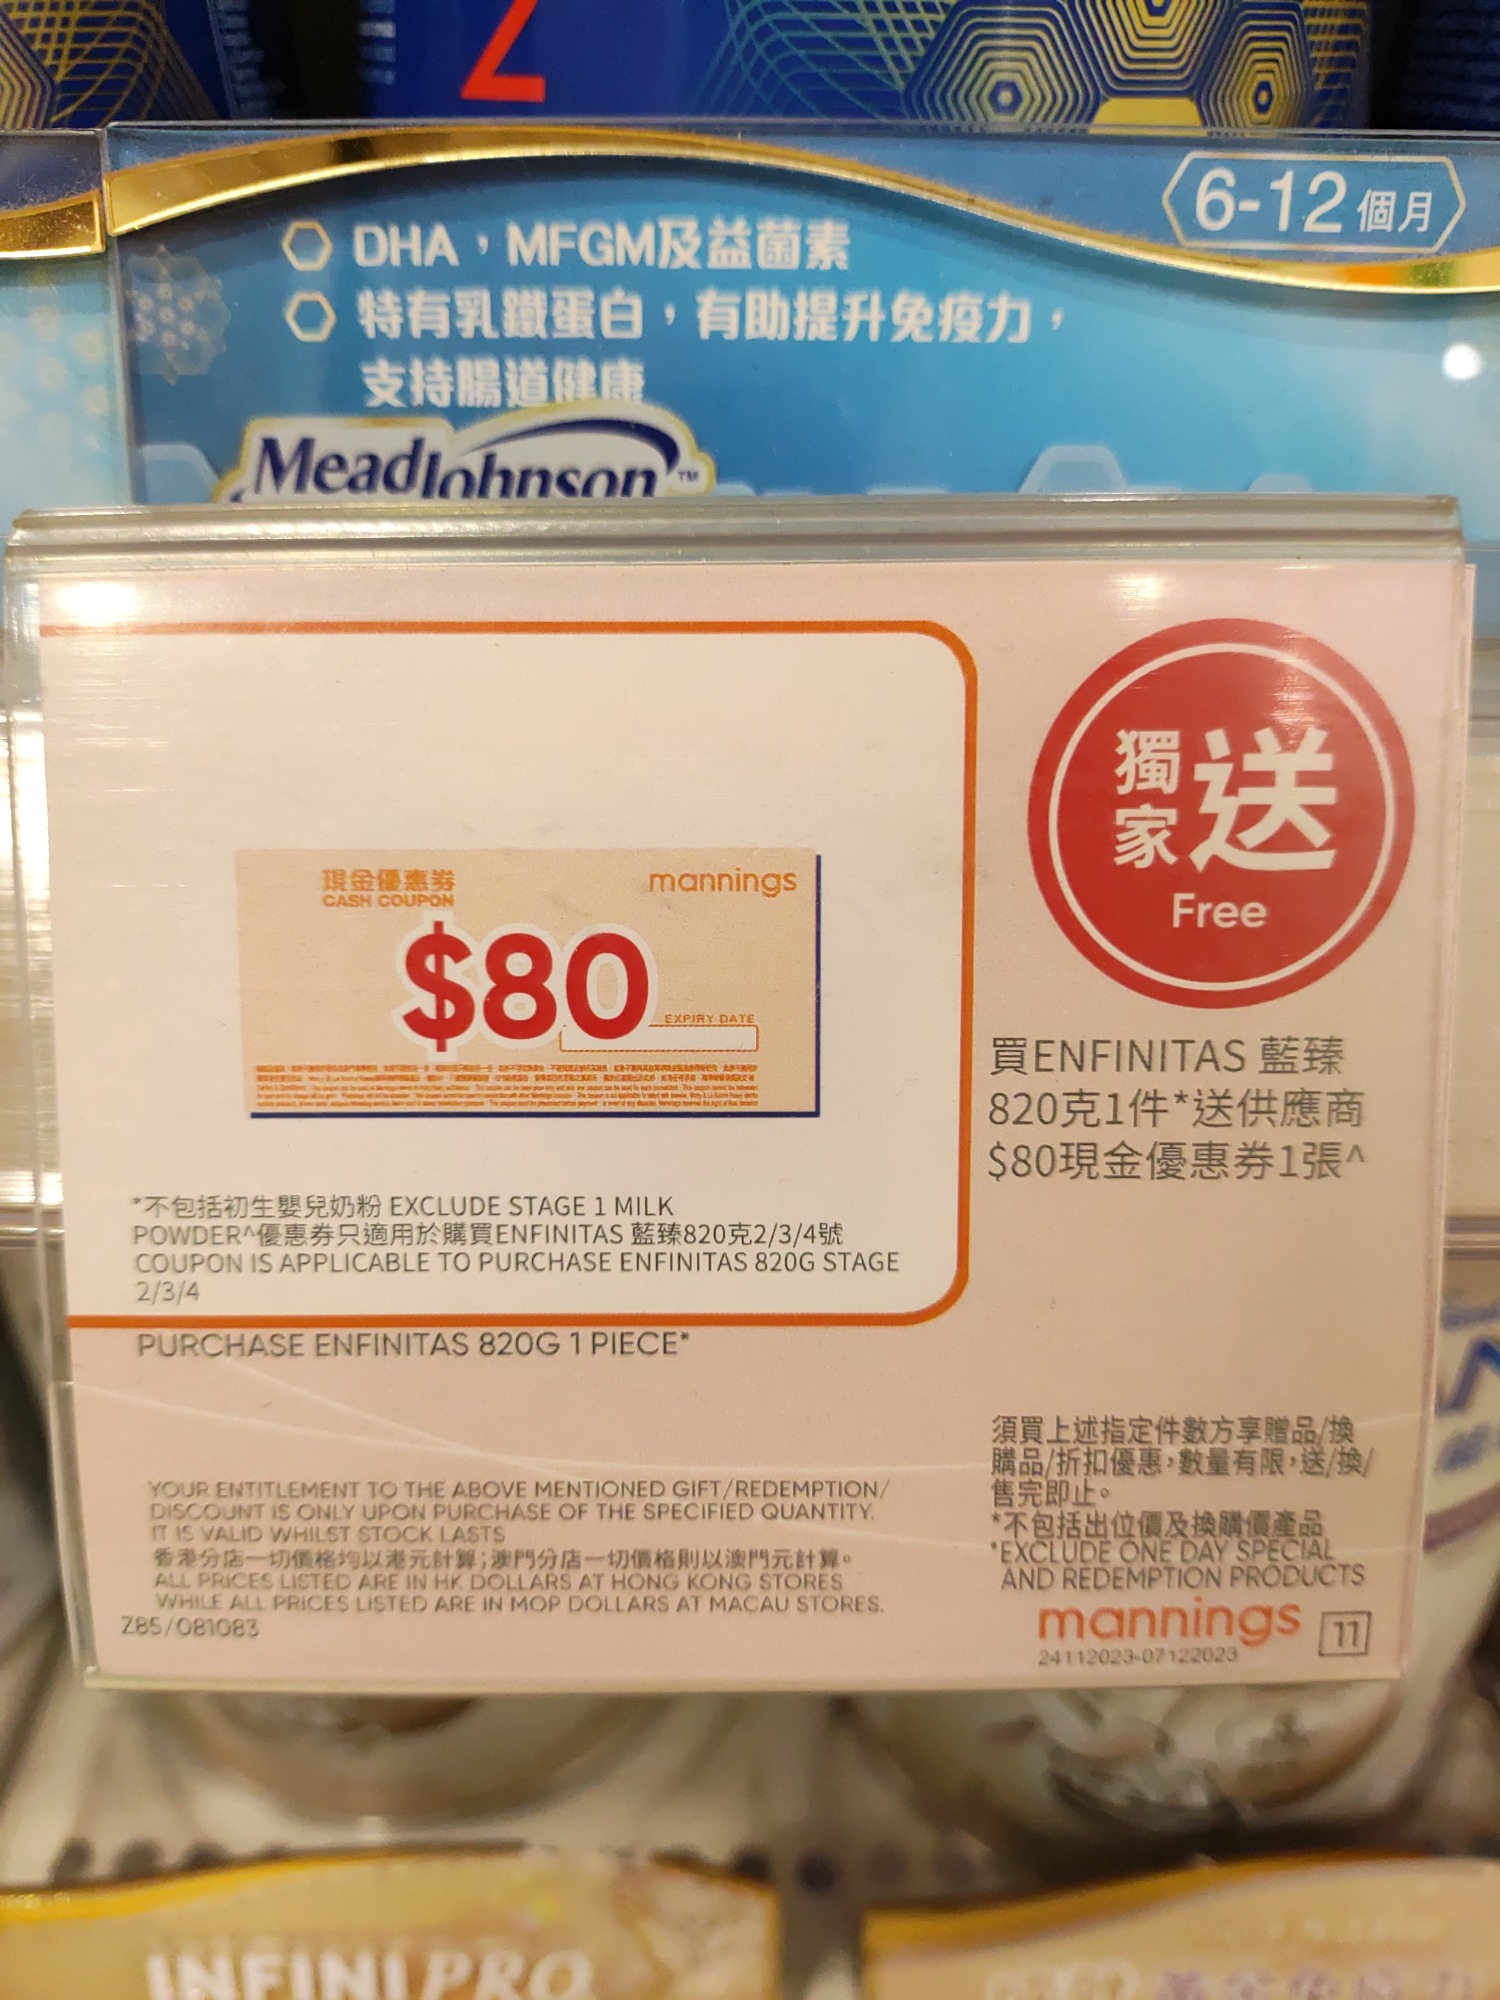 2
6-12個月
DHA，MFGM及益菌素
特有乳鐵蛋白，有助提升免疫力，
支持腸道健康
MeadJohnson™
獨家送
Free
現金優惠券
CASH COUPON
mannings
$80
EXPIRY DATE
買ENFINITAS 藍臻
820克1件*送供應商
$80現金優惠券1張^
*不包括初生嬰兒奶粉 EXCLUDE STAGE 1 MILK
POWDER^優惠券只適用於購買ENFINITAS 藍臻820克2/3/4號
COUPON IS APPLICABLE TO PURCHASE ENFINITAS 820G STAGE
2/3/4
PURCHASE ENFINITAS 820G 1 PIECE*
須買上述指定件數方享贈品/換
購品/折扣優惠，數量有限，送/換/
售完即止。
*不包括出位價及換購價產品
*EXCLUDE ONE DAY SPECIAL
AND REDEMPTION PRODUCTS
YOUR ENTITLEMENT TO THE ABOVE MENTIONED GIFT/REDEMPTION/
DISCOUNT IS ONLY UPON PURCHASE OF THE SPECIFIED QUANTITY.
IT IS VALID WHILST STOCK LASTS
香港分店一切價格均以港元計算；澳門分店一切價格則以澳門元計算。
ALL PRICES LISTED ARE IN HK DOLLARS AT HONG KONG STORES
WHILE ALL PRICES LISTED ARE IN MOP DOLLARS AT MACAU STORES.
Z85/081083
mannings 11
24112023-07122023
INFINIPRO